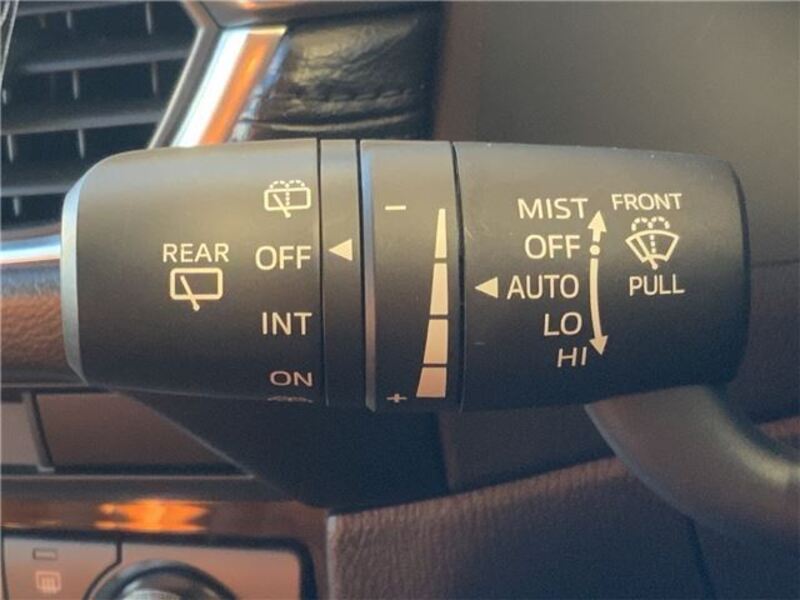 REAR
OFF
INT
ON
−
+
MIST
OFF
AUTO
LO
HI
FRONT
PULL